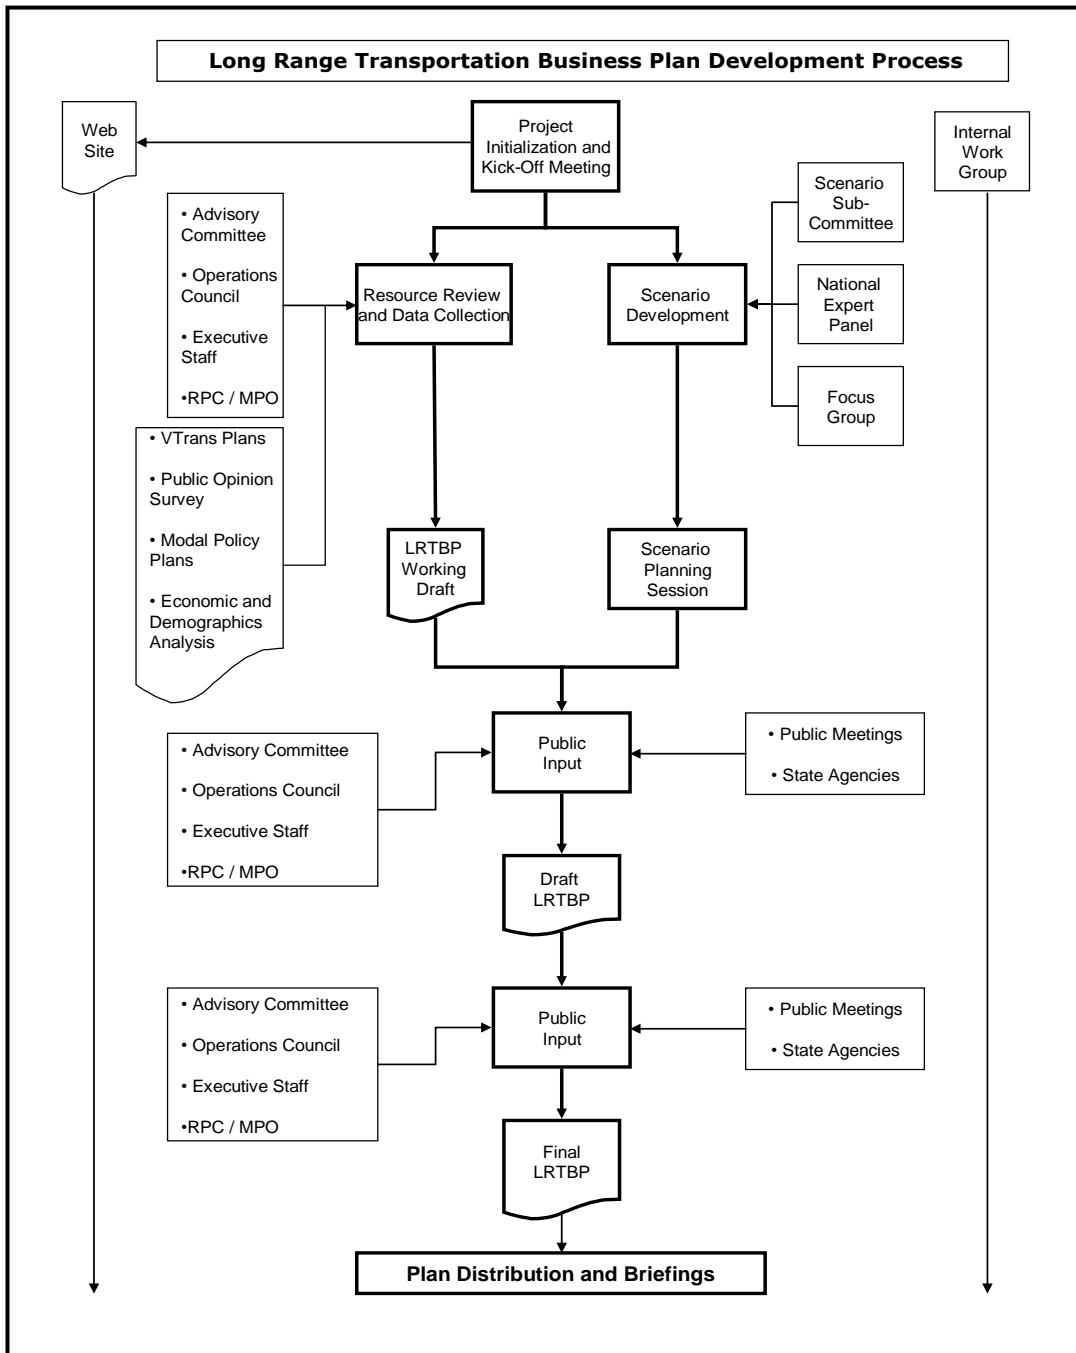 Long Range Transportation Business Plan Development Process
Web
Site
Project
Initialization and
Kick-Off Meeting
Internal
Work
Group
• Advisory
Committee
• Operations
Council
• Executive
Staff
•RPC / MPO
Resource Review
and Data Collection
Scenario
Development
Scenario
Sub-
Committee
National
Expert
Panel
Focus
Group
• VTrans Plans
• Public Opinion
Survey
• Modal Policy
Plans
• Economic and
Demographics
Analysis
LRTBP
Working
Draft
Scenario
Planning
Session
• Advisory Committee
• Operations Council
• Executive Staff
•RPC / MPO
Public
Input
• Public Meetings
• State Agencies
Draft
LRTBP
• Advisory Committee
• Operations Council
• Executive Staff
•RPC / MPO
Public
Input
• Public Meetings
• State Agencies
Final
LRTBP
Plan Distribution and Briefings